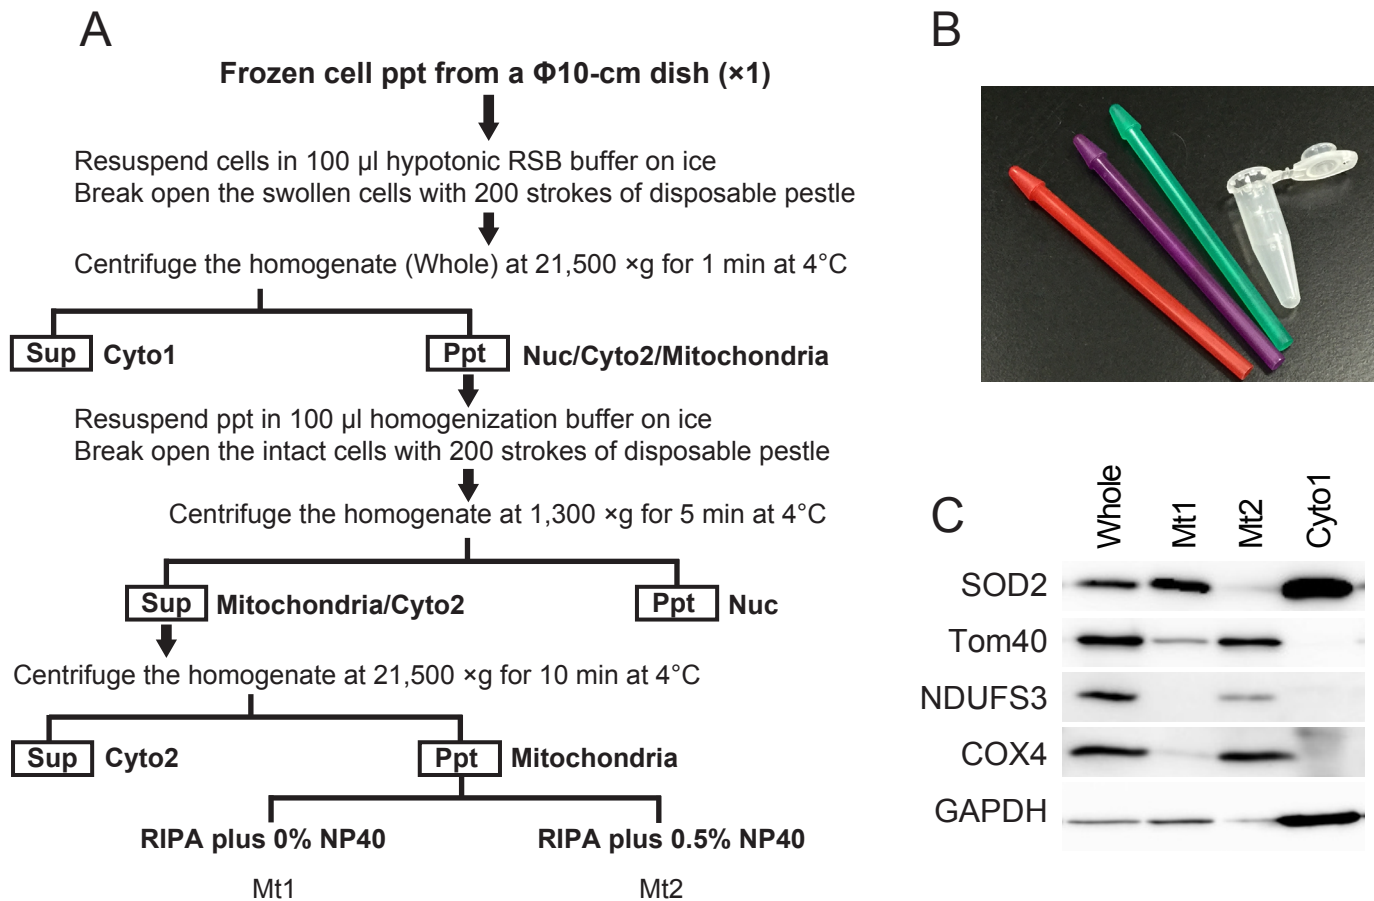 A
Frozen cell ppt from a Φ10-cm dish (×1)
Resuspend cells in 100 µl hypotonic RSB buffer on ice
Break open the swollen cells with 200 strokes of disposable pestle
Centrifuge the homogenate (Whole) at 21,500 ×g for 1 min at 4°C
Sup Cyto1
Ppt Nuc/Cyto2/Mitochondria
Resuspend ppt in 100 µl homogenization buffer on ice
Break open the intact cells with 200 strokes of disposable pestle
Centrifuge the homogenate at 1,300 ×g for 5 min at 4°C
Sup Mitochondria/Cyto2
Ppt Nuc
Centrifuge the homogenate at 21,500 ×g for 10 min at 4°C
Sup Cyto2
Ppt Mitochondria
RIPA plus 0% NP40
RIPA plus 0.5% NP40
Mt1
Mt2
B
C
Whole
Mt1
Mt2
Cyto1
SOD2
Tom40
NDUFS3
COX4
GAPDH